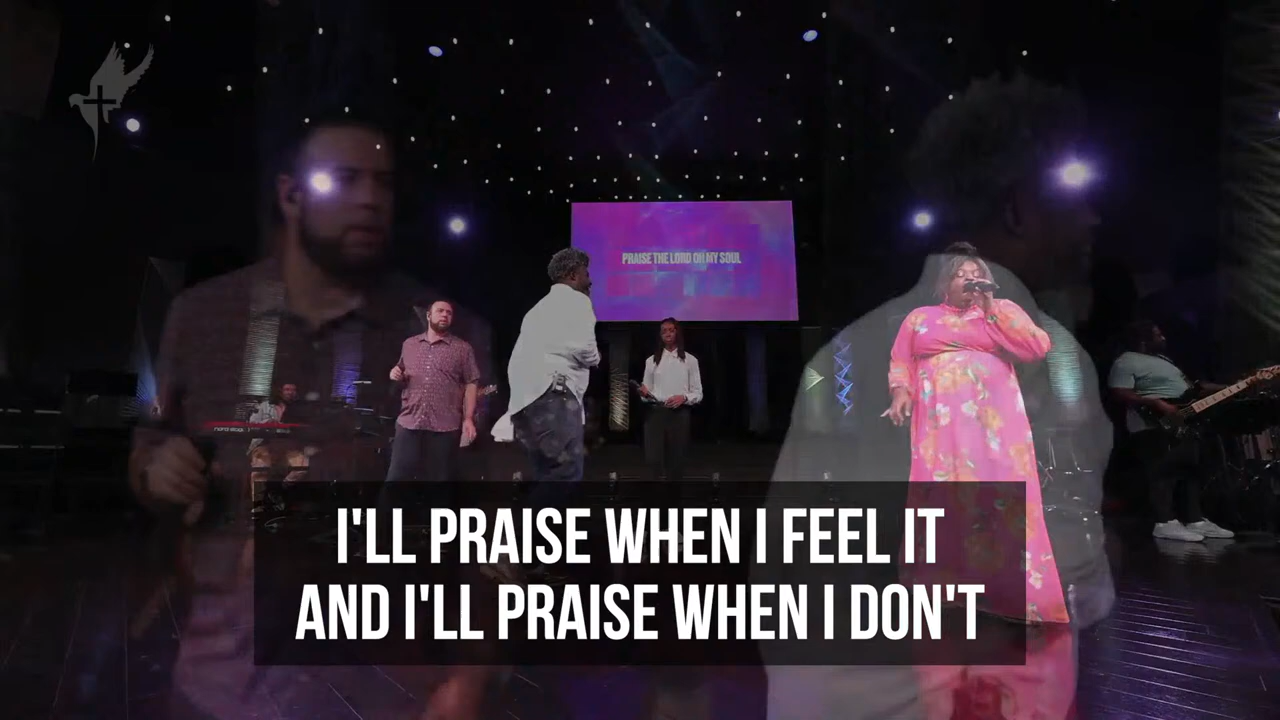 PRAISE THE LORD OH MY SOUL
I'LL PRAISE WHEN I FEEL IT
AND I'LL PRAISE WHEN I DON'T